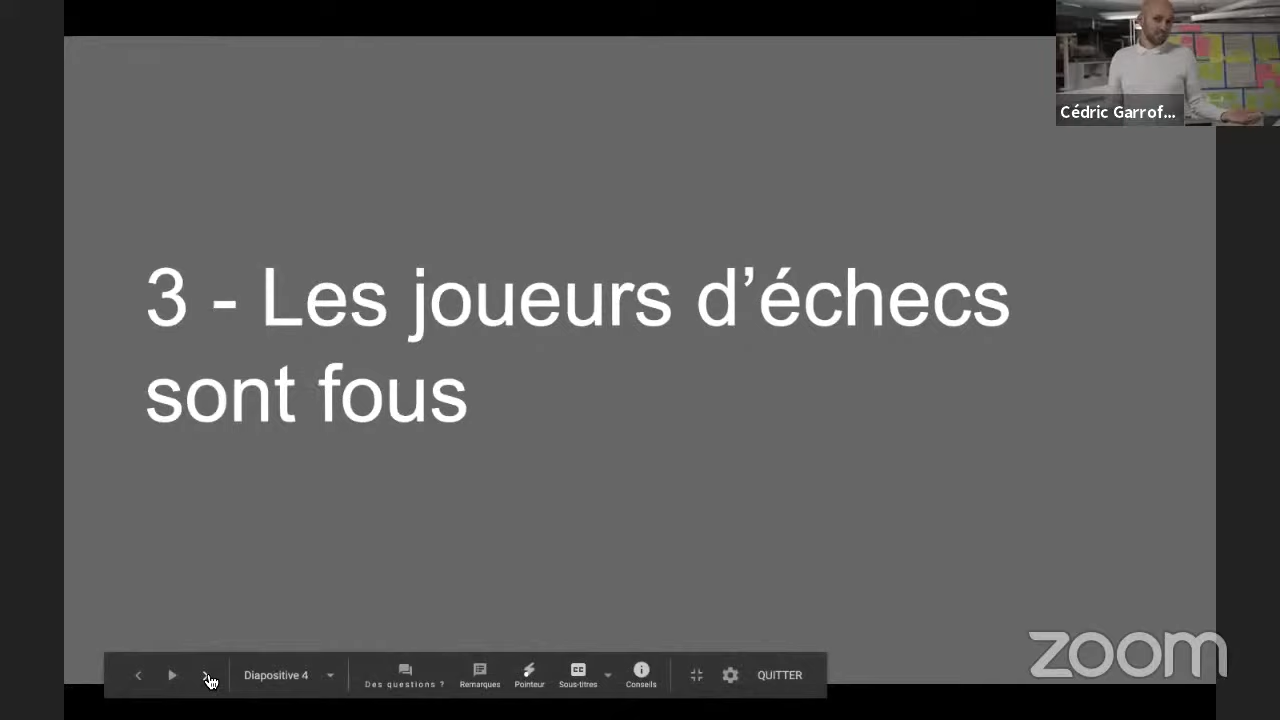 Cédric Garrof...
3 - Les joueurs d’échecs
sont fous
zoom
Diapositive 4
Des questions ?
Remarques
Pointeur
Sous-titres
Conseils
QUITTER